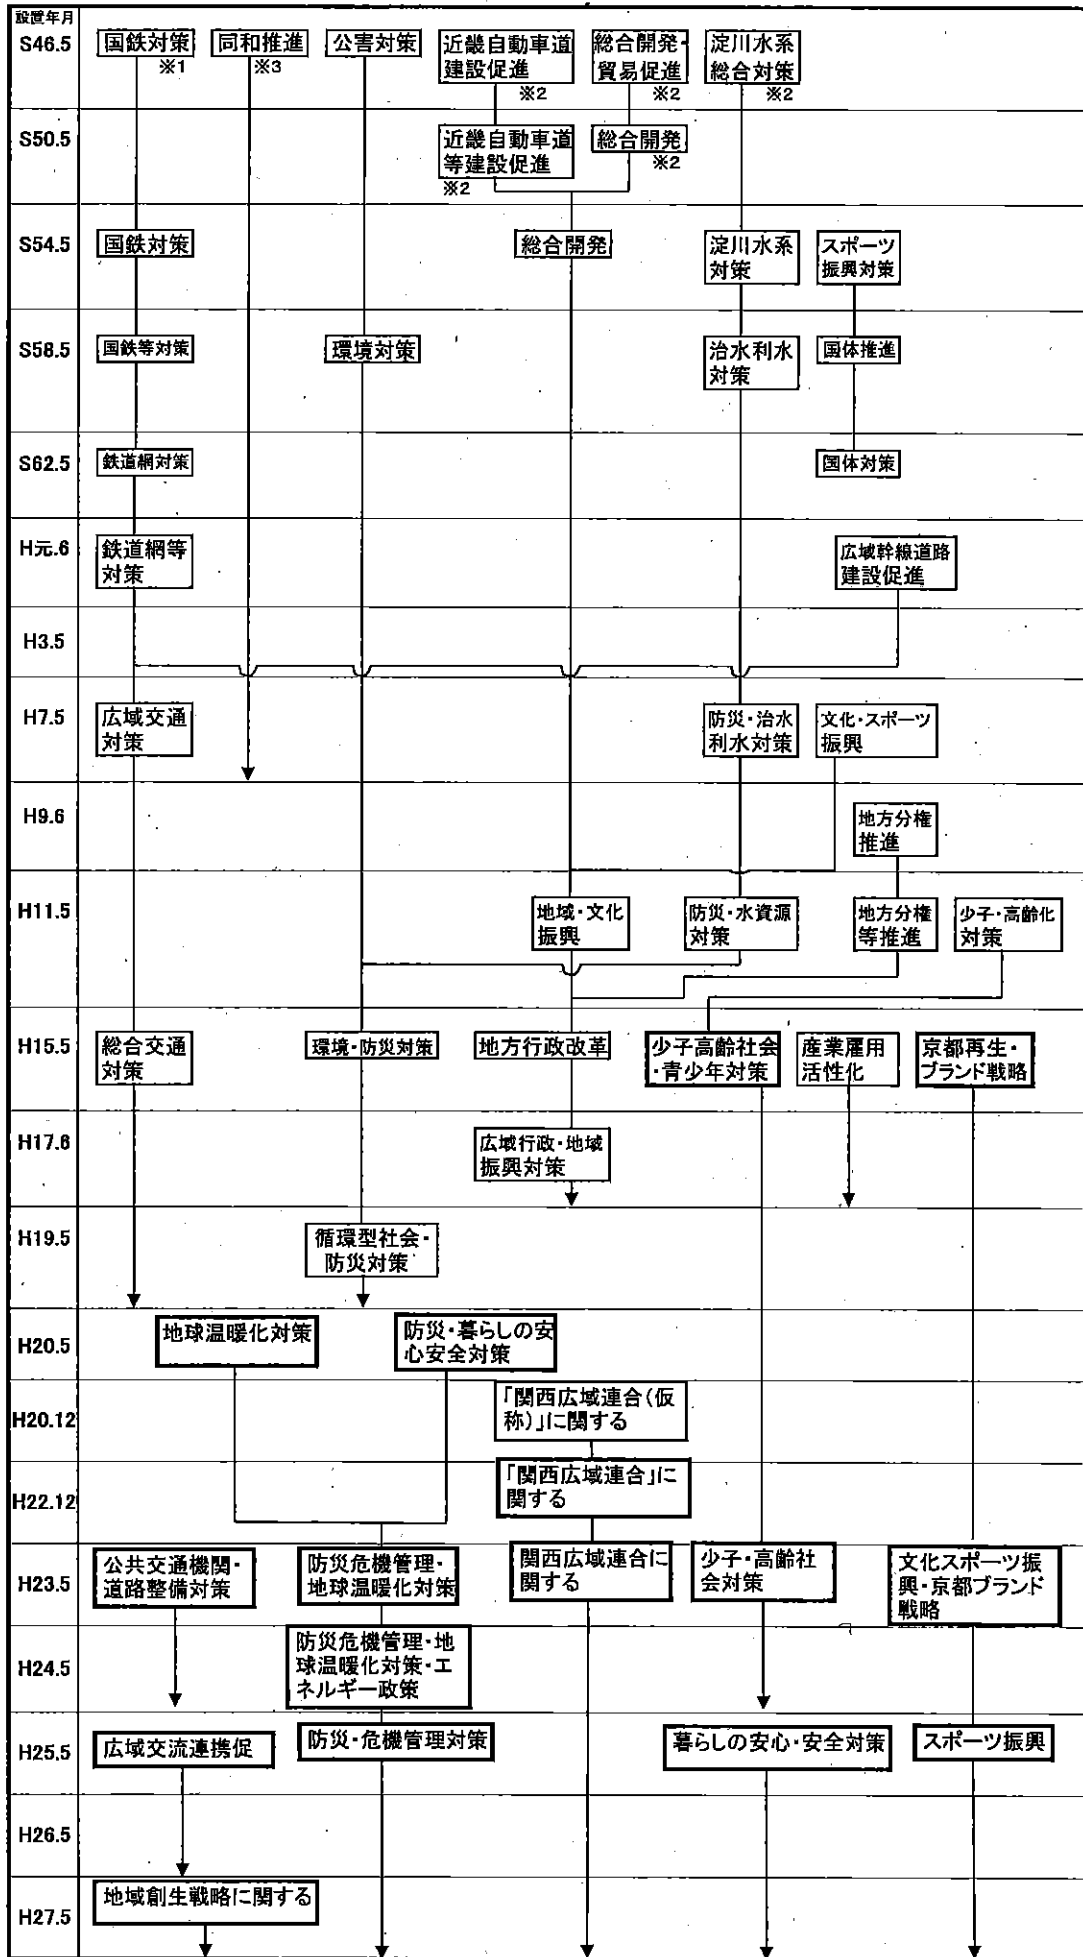 設置年月
S46.5
国鉄対策
※1
同和推進
※3
公害対策
近畿自動車道
建設促進
※2
総合開発・
貿易促進
※2
淀川水系
総合対策
※2
S50.5
近畿自動車道
等建設促進
※2
総合開発
※2
S54.5
国鉄対策
総合開発
淀川水系
対策
スポーツ
振興対策
S58.5
国鉄等対策
環境対策
治水利水
対策
国体推進
S62.5
鉄道網対策
国体対策
H元.6
鉄道網等
対策
広域幹線道路
建設促進
H3.5
H7.5
広域交通
対策
防災・治水
利水対策
文化・スポーツ
振興
H9.6
地方分権
推進
H11.5
地域・文化
振興
防災・水資源
対策
地方分権
等推進
少子・高齢化
対策
H15.5
総合交通
対策
環境・防災対策
地方行政改革
少子高齢社会
・青少年対策
産業雇用
活性化
京都再生・
ブランド戦略
H17.6
広域行政・地域
振興対策
H19.5
循環型社会・
防災対策
H20.5
地球温暖化対策
防災・暮らしの安
心安全対策
H20.12
「関西広域連合(仮
称)」に関する
H22.12
「関西広域連合」に
関する
H23.5
公共交通機関・
道路整備対策
防災危機管理・
地球温暖化対策
関西広域連合に
関する
少子・高齢社
会対策
文化スポーツ振
興・京都ブランド
戦略
H24.5
防災危機管理・地
球温暖化対策・エ
ネルギー政策
H25.5
広域交流連携促
防災・危機管理対策
暮らしの安心・安全対策
スポーツ振興
H26.5
H27.5
地域創生戦略に関する